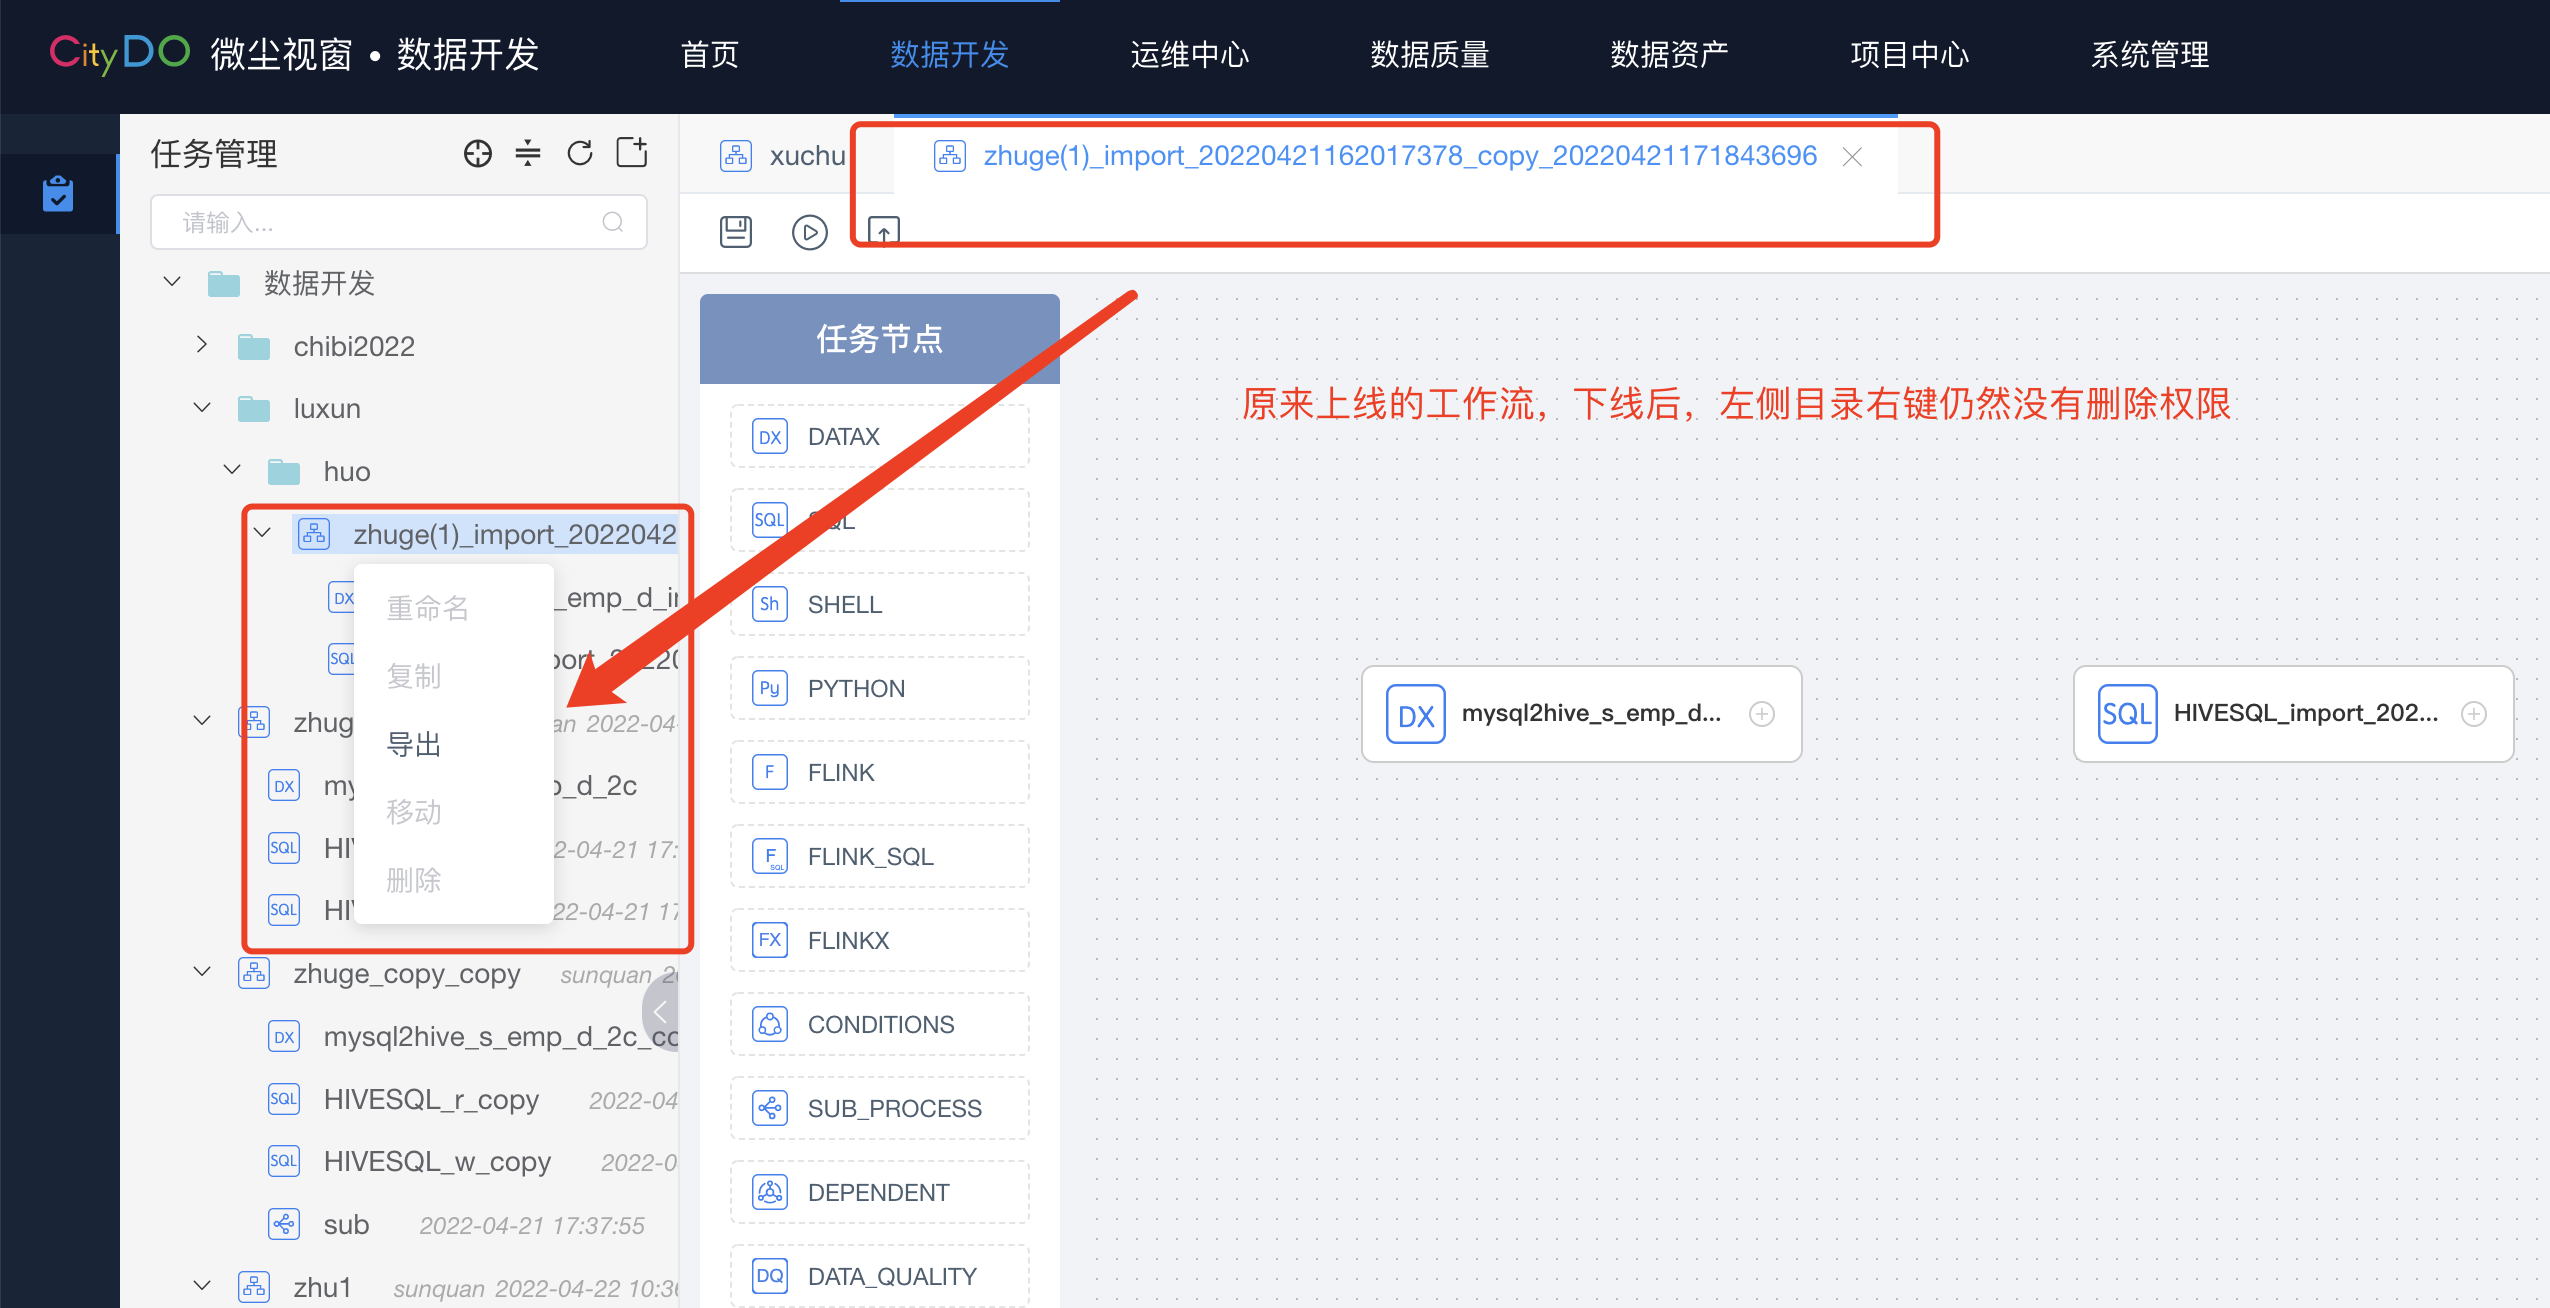 CityDO 微尘视窗 • 数据开发
首页
数据开发
运维中心
数据质量
数据资产
项目中心
系统管理
任务管理
请输入...
数据开发
chibi2022
luxun
huo
zhuge(1)_import_2022042
DX _emp_d_i
SQL
重命名
复制
导出
移动
删除
zhug 2022-04-
DX my _d_2c
SQL HI 2-04-21 17:
SQL HI 22-04-21 17
zhuge_copy_copy sunquan
DX mysql2hive_s_emp_d_2c_co
SQL HIVESQL_r_copy 2022-04
SQL HIVESQL_w_copy 2022-0
sub 2022-04-21 17:37:55
zhu1 sunquan 2022-04-22 10:3
xuchu
zhuge(1)_import_20220421162017378_copy_20220421171843696
任务节点
DX DATAX
SQL SQL
Sh SHELL
Py PYTHON
F FLINK
F SQL FLINK_SQL
FX FLINKX
CONDITIONS
SUB_PROCESS
DEPENDENT
DQ DATA_QUALITY
原来上线的工作流，下线后，左侧目录右键仍然没有删除权限
DX mysql2hive_s_emp_d...
SQL HIVESQL_import_202...